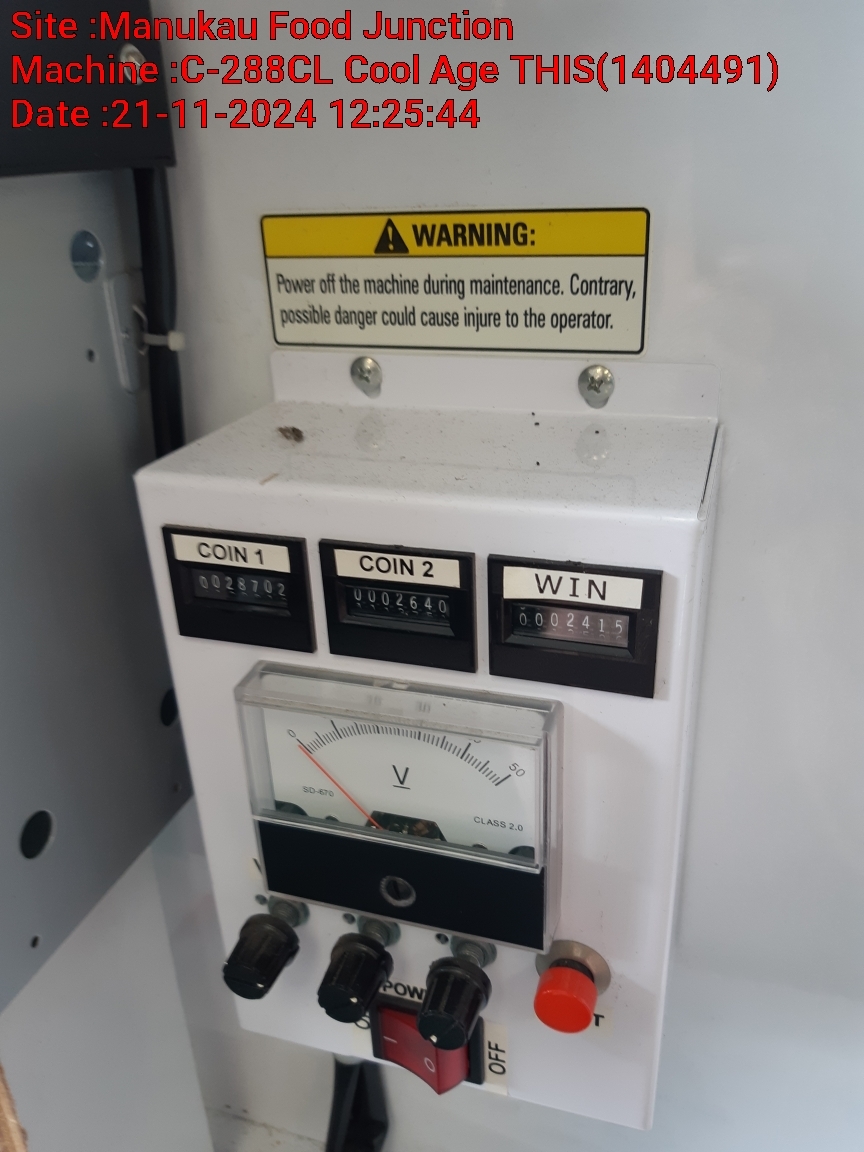 Site :Manukau Food Junction
Machine :C-288CL Cool Age THIS(1404491)
Date :21-11-2024 12:25:44
WARNING:
Power off the machine during maintenance. Contrary,
possible danger could cause injure to the operator.
COIN 1
0028702
COIN 2
0002640
WIN
0002415
0
50
V
SD-670
CLASS 2.0
OFF